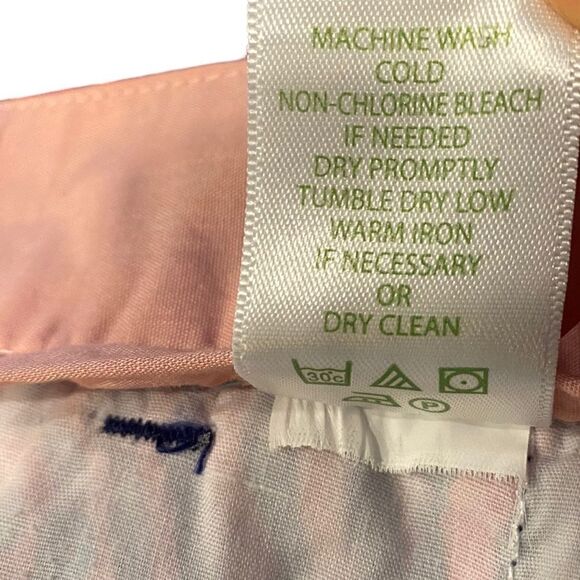 MACHINE WASH
COLD
NON-CHLORINE BLEACH
IF NEEDED
DRY PROMPTLY
TUMBLE DRY LOW
WARM IRON
IF NECESSARY
OR
DRY CLEAN
30°C
P